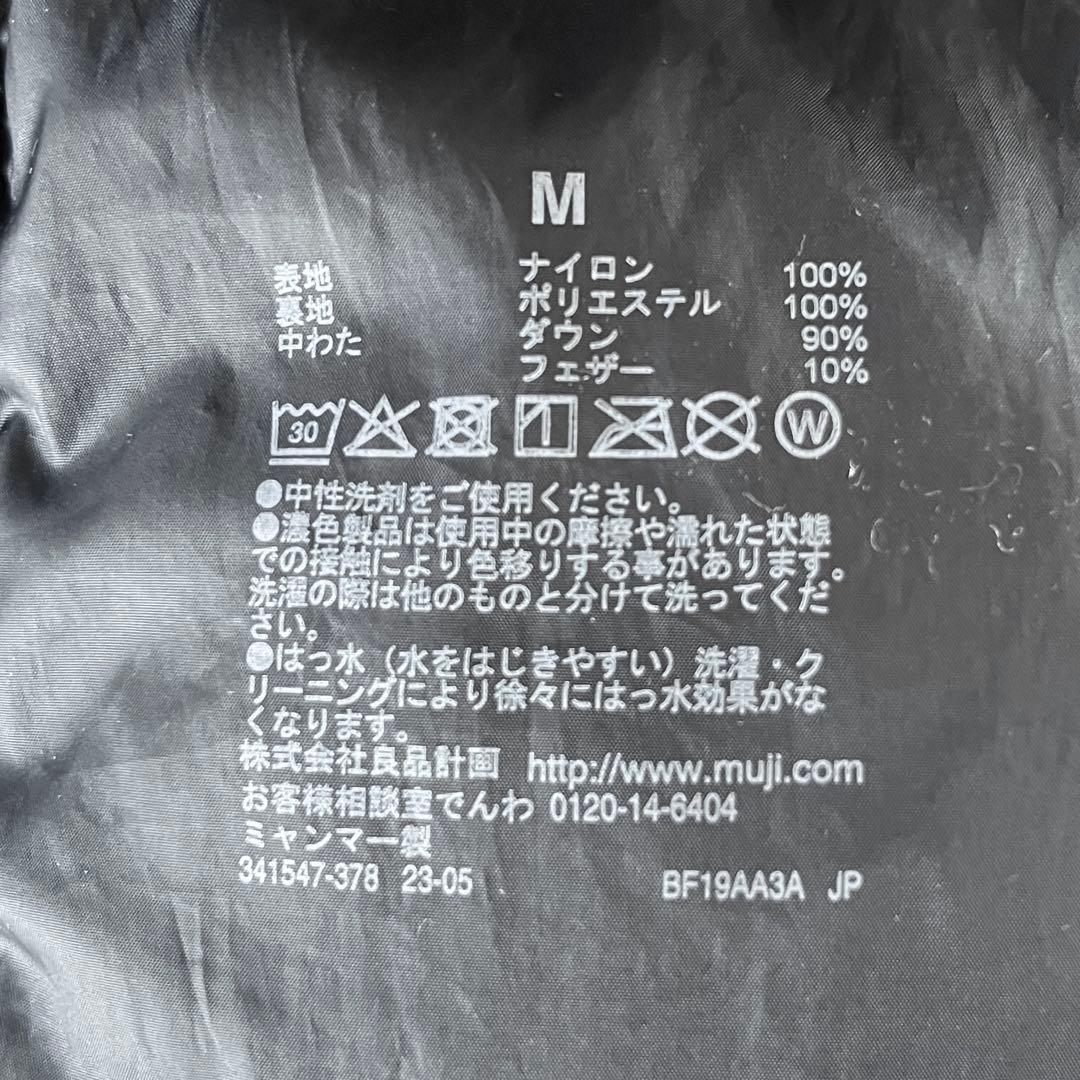 M
表地 ナイロン 100%
裏地 ポリエステル 100%
中わた ダウン 90%
フェザー 10%
30 W
●中性洗剤をご使用ください。
●濃色製品は使用中の摩擦や濡れた状態
での接触により色移りする事があります。
洗濯の際は他のものと分けて洗ってくだ
さい。
●はっ水（水をはじきやすい）洗濯・ク
リーニングにより徐々にはっ水効果がな
くなります。
株式会社良品計画 http://www.muji.com
お客様相談室でんわ 0120-14-6404
ミャンマー製
341547-378 23-05 BF19AA3A JP